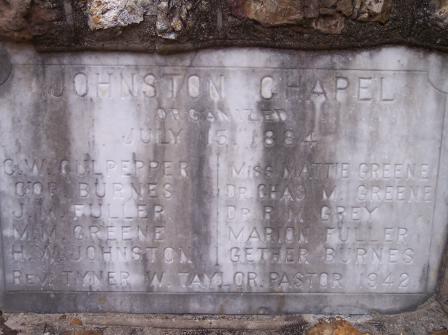 JOHNSTON CHAPEL
ORGANIZED
JULY 15, 1884
C. W. CULPEPPER
GEO. BURNES
FULLER
M. M. GREENE
H. W. JOHNSTON
MISS MATTIE GREENE
DR. CHAS. M. GREENE
DR. R. M. GREY
MARION FULLER
GETHER BURNES
REV. TYNER W. TAYLOR, PASTOR 1942